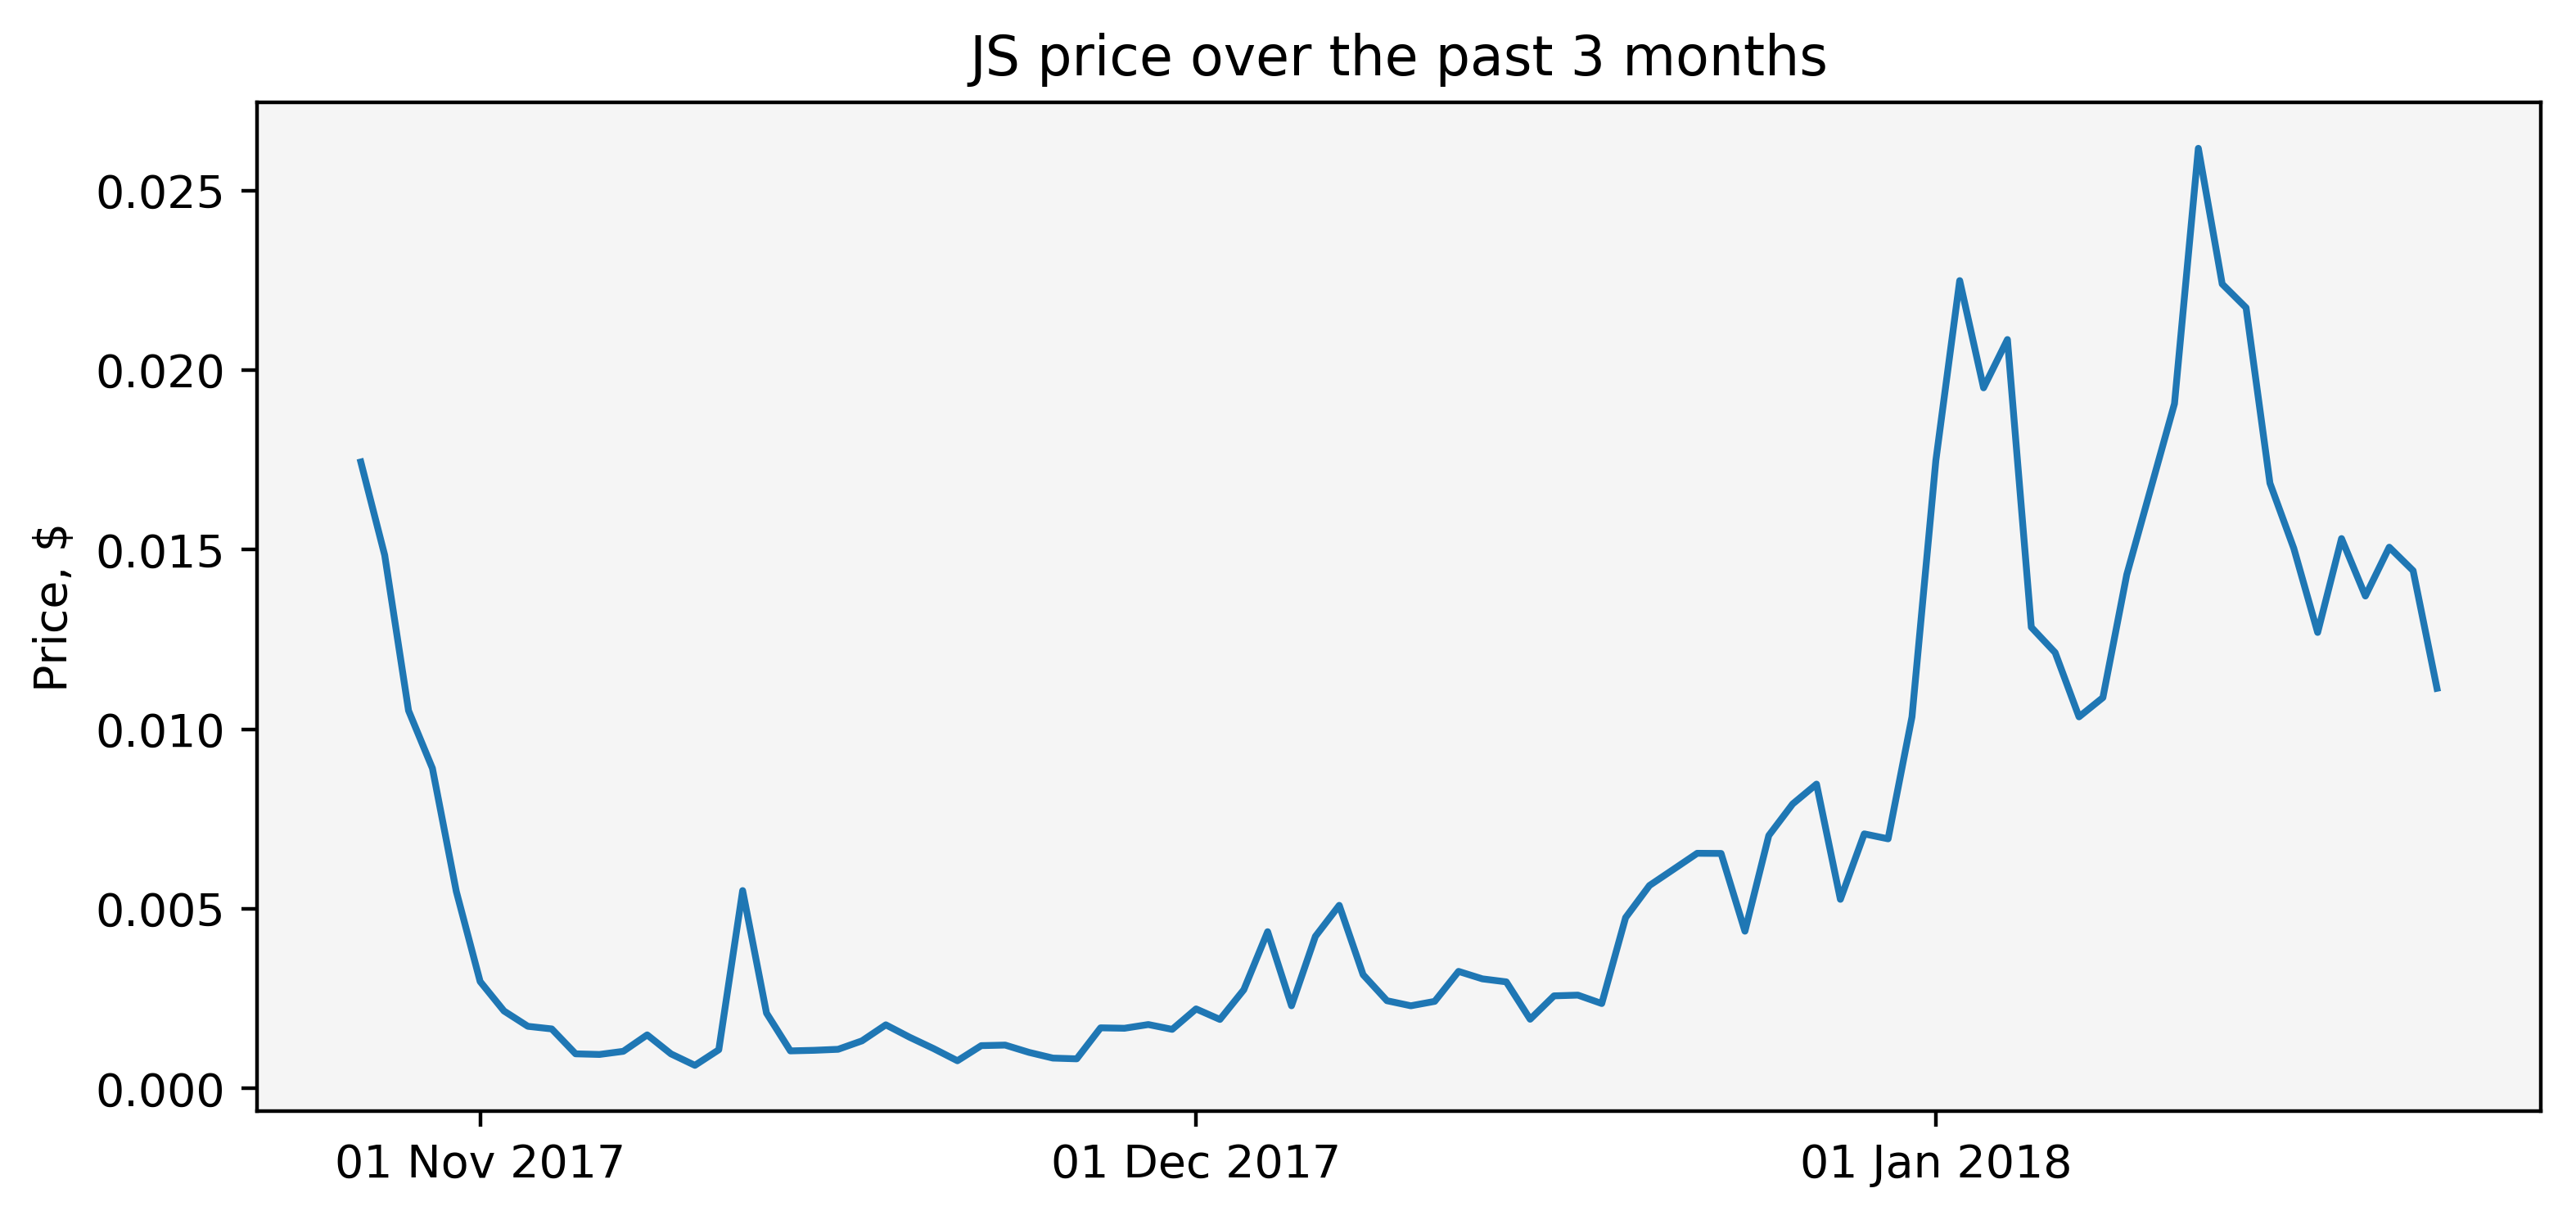 JS price over the past 3 months
Price, $
0.025
0.020
0.015
0.010
0.005
0.000
01 Nov 2017
01 Dec 2017
01 Jan 2018